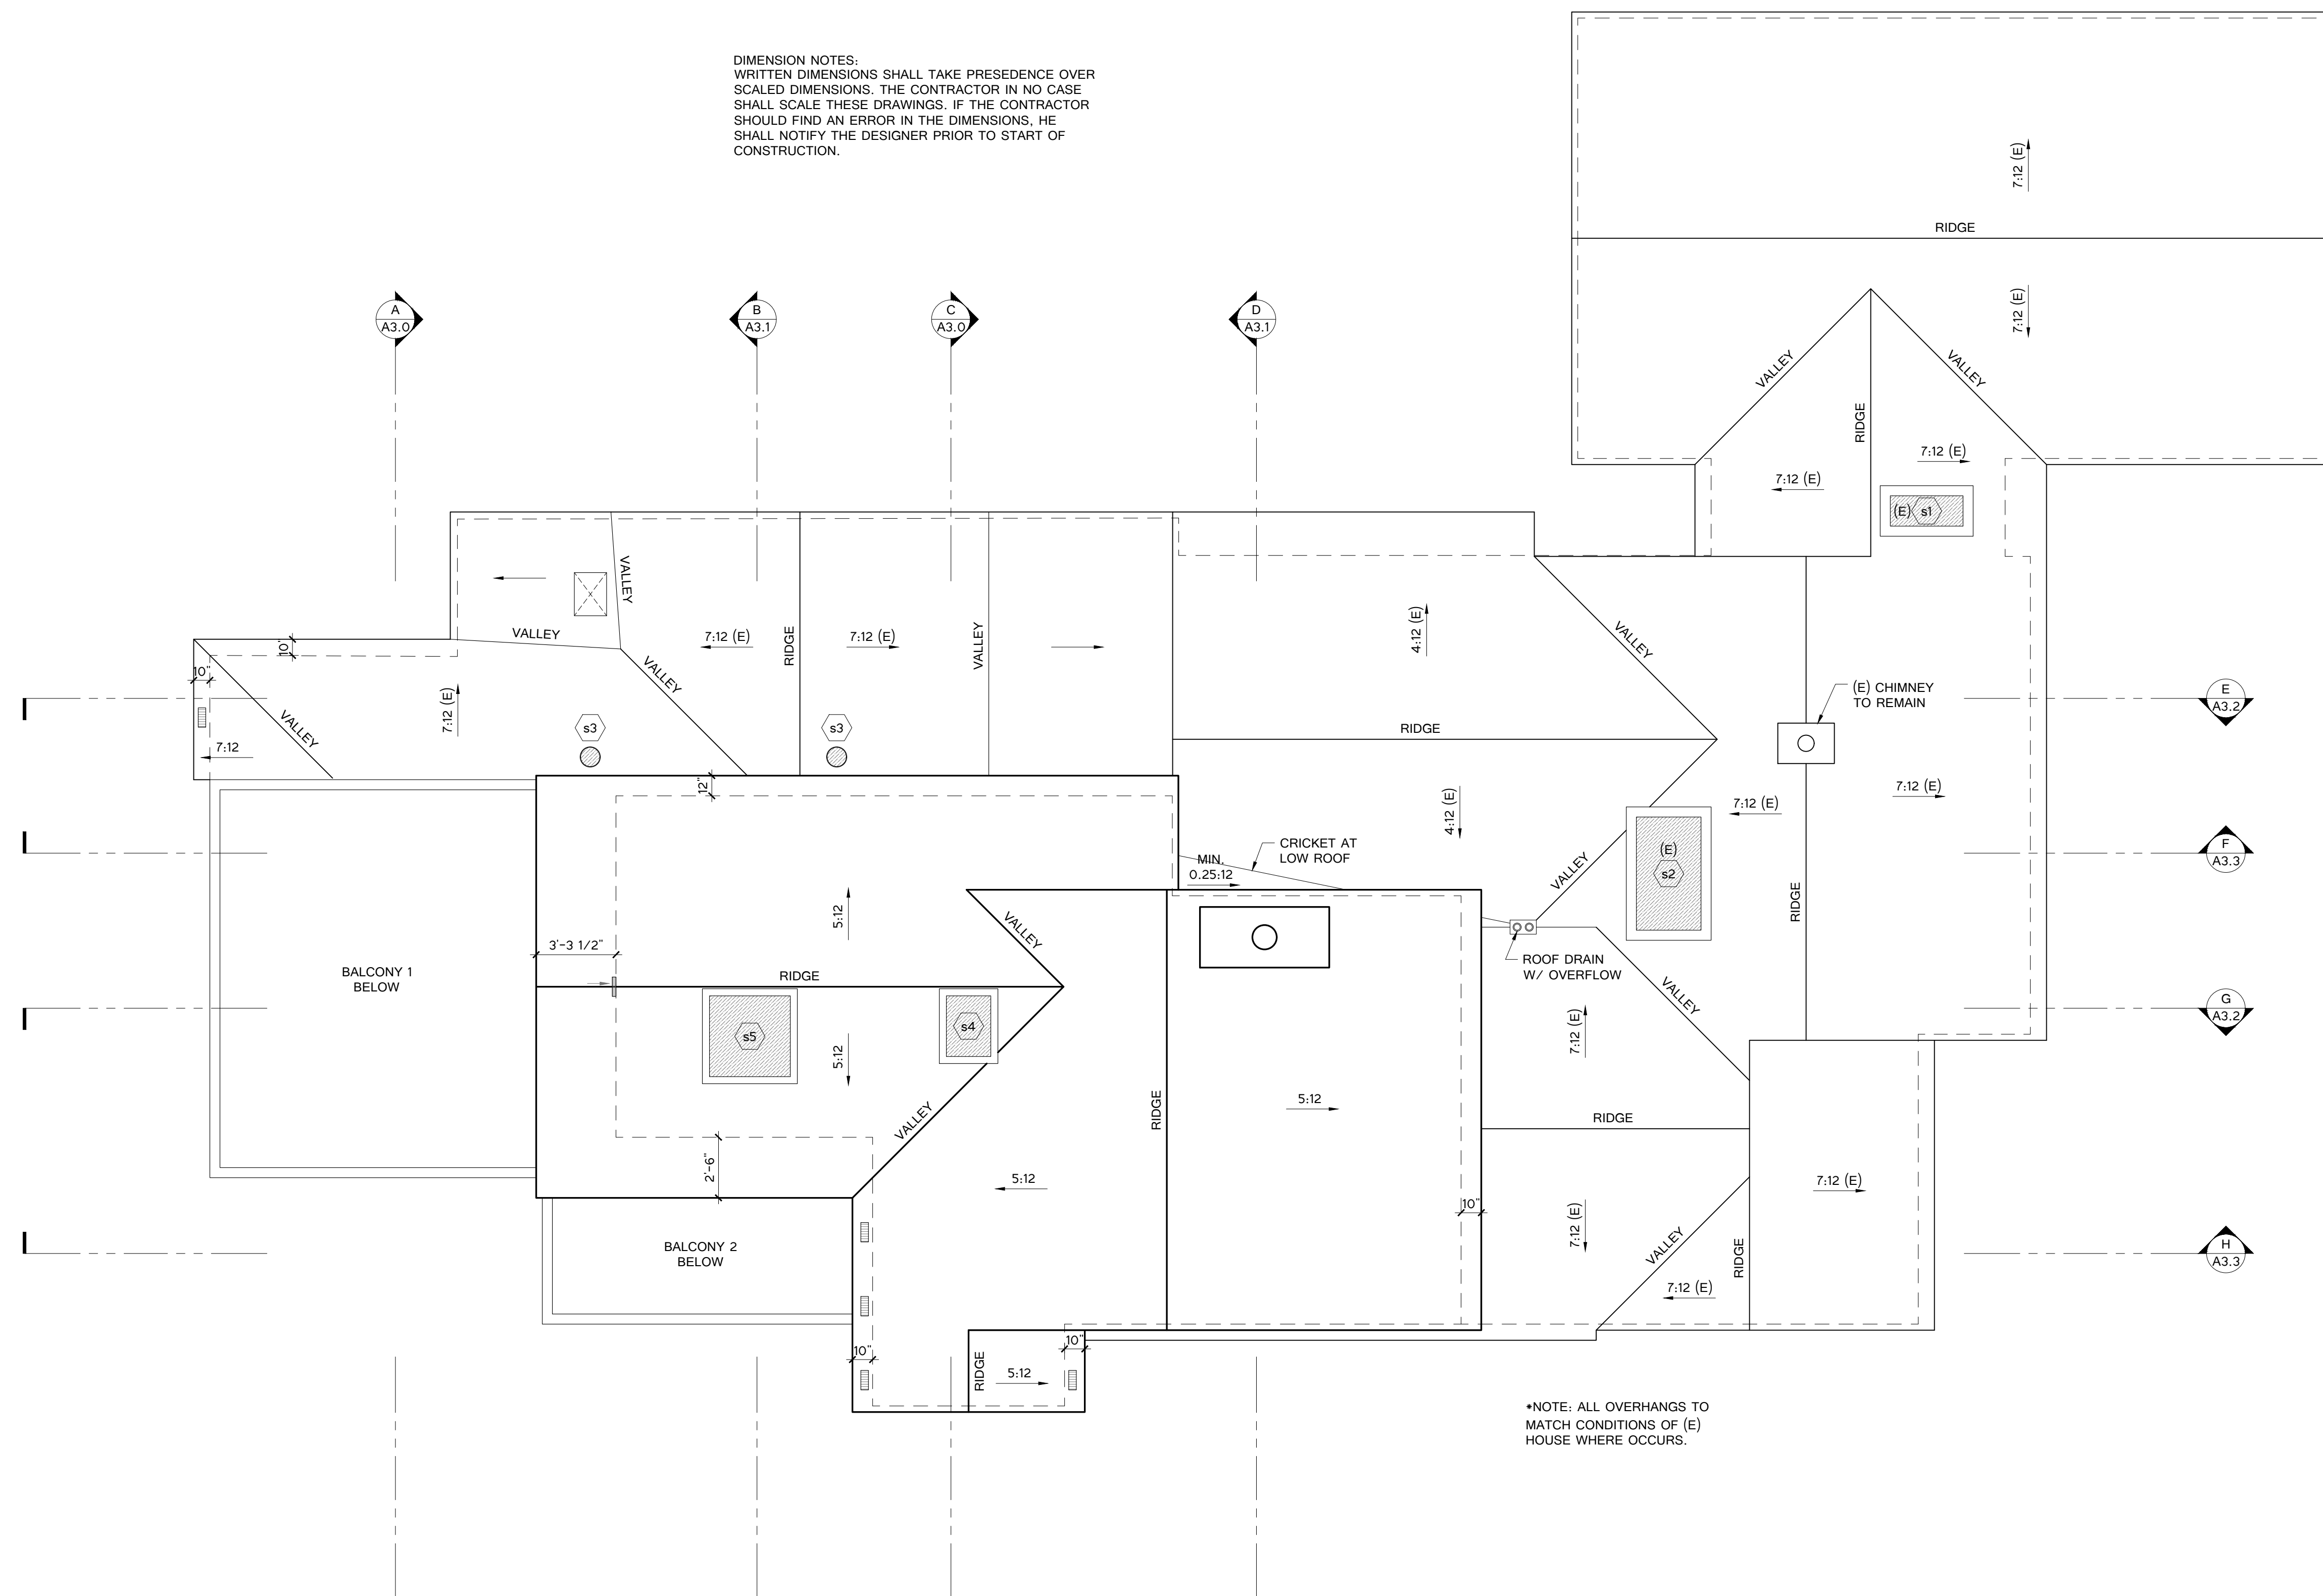 DIMENSION NOTES:
WRITTEN DIMENSIONS SHALL TAKE PRESEDENCE OVER
SCALED DIMENSIONS. THE CONTRACTOR IN NO CASE
SHALL SCALE THESE DRAWINGS. IF THE CONTRACTOR
SHOULD FIND AN ERROR IN THE DIMENSIONS, HE
SHALL NOTIFY THE DESIGNER PRIOR TO START OF
CONSTRUCTION.
7:12 (E)
RIDGE
7:12 (E)
A
A3.0
B
A3.1
C
A3.0
D
A3.1
VALLEY
VALLEY
RIDGE
7:12 (E)
7:12 (E)
(E) s1
VALLEY
VALLEY
10"
10"
7:12 (E)
RIDGE
7:12 (E)
VALLEY
4:12 (E)
VALLEY
VALLEY
7:12 (E)
VALLEY
7:12
s3
s3
RIDGE
(E) CHIMNEY
TO REMAIN
E
A3.2
12"
4:12 (E)
7:12 (E)
7:12 (E)
CRICKET AT
LOW ROOF
MIN.
0.25:12
VALLEY
(E)
s2
RIDGE
F
A3.3
5:12
VALLEY
3'-3 1/2"
RIDGE
BALCONY 1
BELOW
ROOF DRAIN
W/ OVERFLOW
VALLEY
s5
s4
5:12
7:12 (E)
G
A3.2
VALLEY
RIDGE
5:12
RIDGE
2'-6"
5:12
7:12 (E)
10"
7:12 (E)
VALLEY
RIDGE
7:12 (E)
BALCONY 2
BELOW
H
A3.3
10"
RIDGE
5:12
10"
*NOTE: ALL OVERHANGS TO
MATCH CONDITIONS OF (E)
HOUSE WHERE OCCURS.